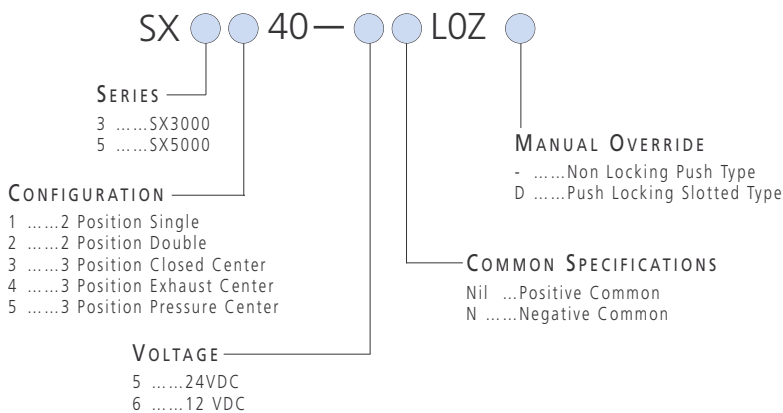 SX 40— L0Z
SERIES
3 ......SX3000
5 ......SX5000
MANUAL OVERRIDE
- ......Non Locking Push Type
D ......Push Locking Slotted Type
CONFIGURATION
1 ......2 Position Single
2 ......2 Position Double
3 ......3 Position Closed Center
4 ......3 Position Exhaust Center
5 ......3 Position Pressure Center
COMMON SPECIFICATIONS
Nil ...Positive Common
N ......Negative Common
VOLTAGE
5 ......24VDC
6 ......12 VDC